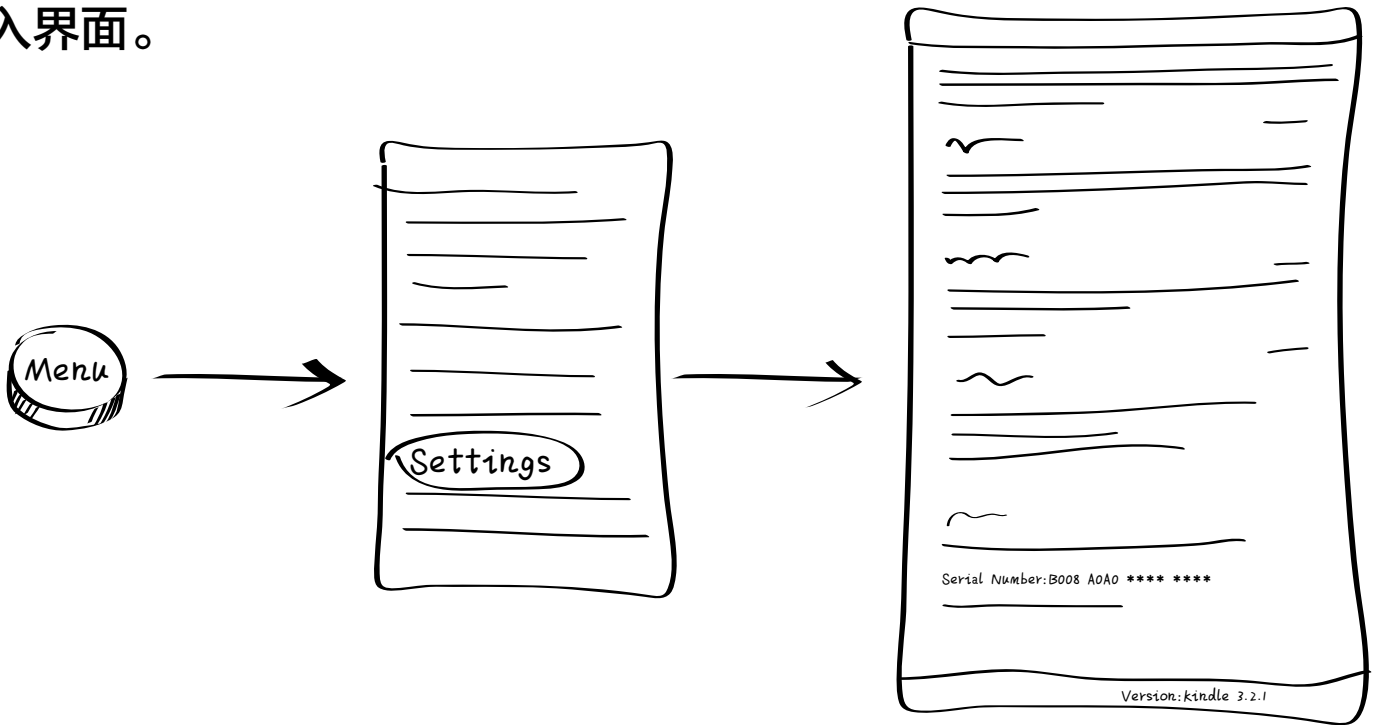 入界面。
Menu
Settings
Serial Number:B008 A0A0 **** ****
Version:kindle 3.2.1